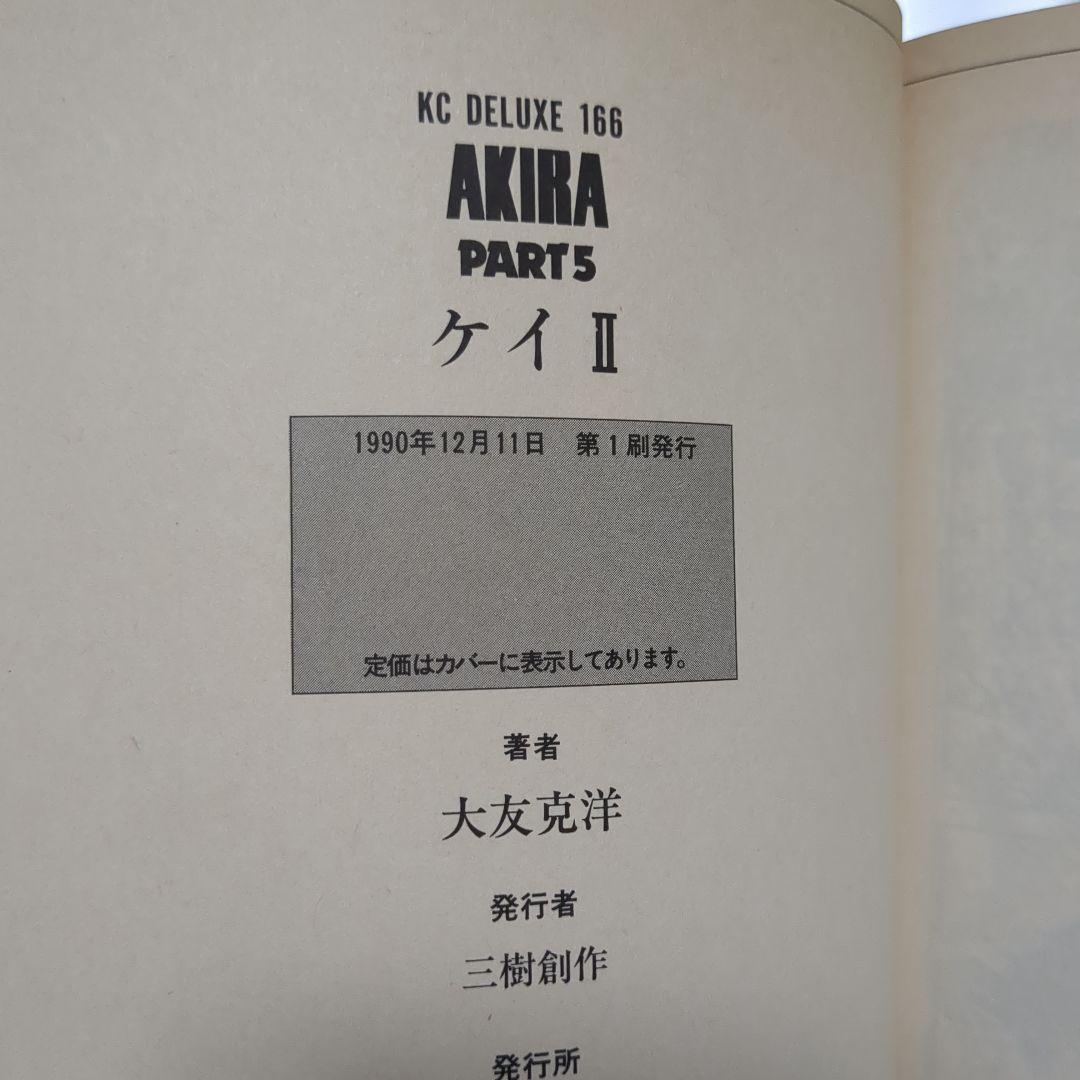 KC DELUXE 166
AKIRA
PART5
ケイⅡ
1990年12月11日　第1刷発行
定価はカバーに表示してあります。
著者
大友克洋
発行者
三樹創作
発行所